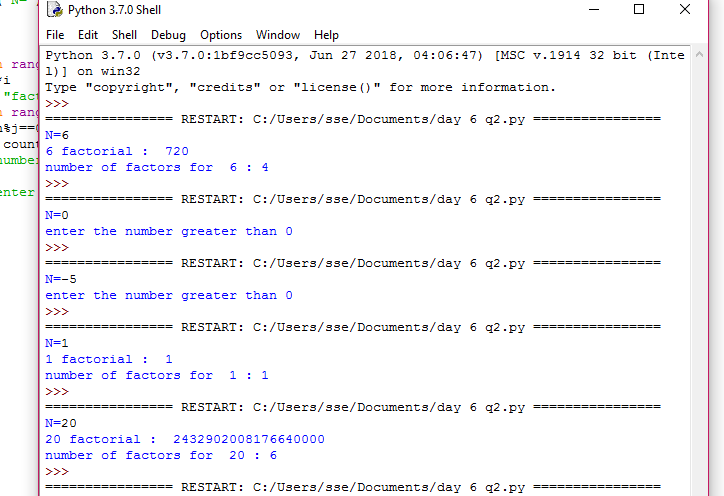 Python 3.7.0 Shell
File Edit Shell Debug Options Window Help
Python 3.7.0 (v3.7.0:1bf9cc5093, Jun 27 2018, 04:06:47) [MSC v.1914 32 bit (Inte
l)] on win32
Type "copyright", "credits" or "license()" for more information.
>>>
================ RESTART: C:/Users/sse/Documents/day 6 q2.py ================
N=6
6 factorial :  720
number of factors for  6 : 4
>>>
================ RESTART: C:/Users/sse/Documents/day 6 q2.py ================
N=0
enter the number greater than 0
>>>
================ RESTART: C:/Users/sse/Documents/day 6 q2.py ================
N=-5
enter the number greater than 0
>>>
================ RESTART: C:/Users/sse/Documents/day 6 q2.py ================
N=1
1 factorial :  1
number of factors for  1 : 1
>>>
================ RESTART: C:/Users/sse/Documents/day 6 q2.py ================
N=20
20 factorial :  2432902008176640000
number of factors for  20 : 6
>>>
================ RESTART: C:/Users/sse/Documents/day 6 q2.py ================